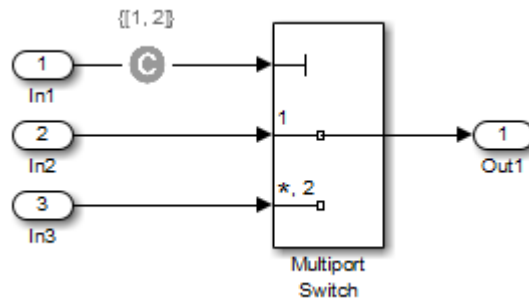 {[1, 2]}
1
C
In1
2
1
1
In2
Out1
3
*, 2
In3
Multiport
Switch